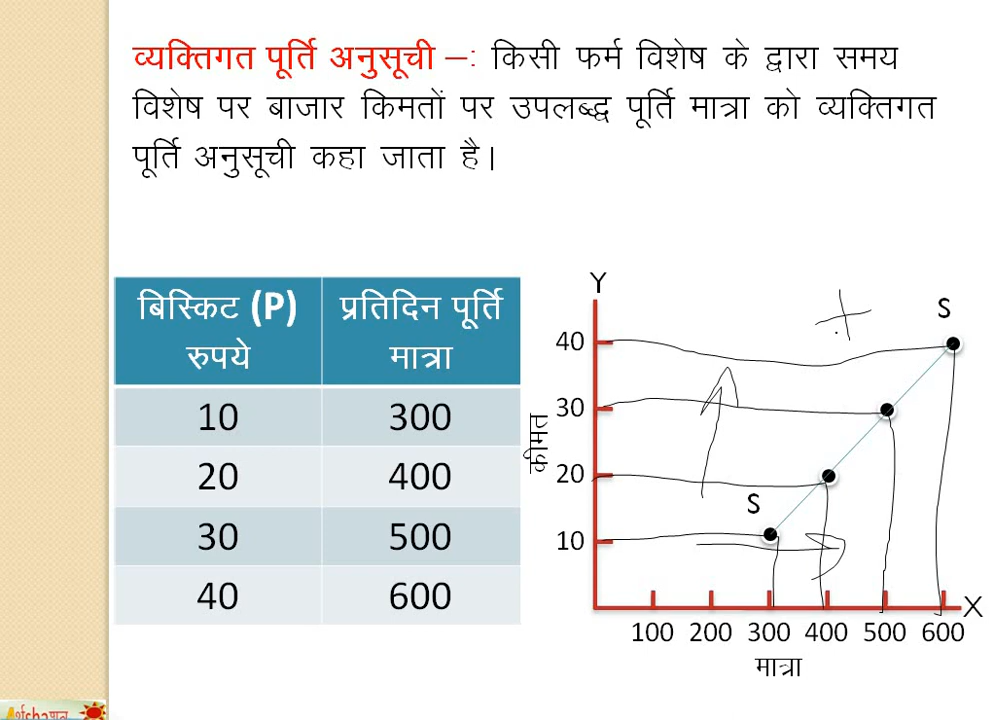 व्यक्तिगत पूर्ति अनुसूची –: किसी फर्म विशेष के द्वारा समय
विशेष पर बाजार किमतों पर उपलब्द्ध पूर्ति मात्रा को व्यक्तिगत
पूर्ति अनुसूची कहा जाता है।
बिस्किट (P) रुपये
प्रतिदिन पूर्ति मात्रा
10 300
20 400
30 500
40 600
Y
S
40
30
20
S
10
कीमत
X
100 200 300 400 500 600
मात्रा